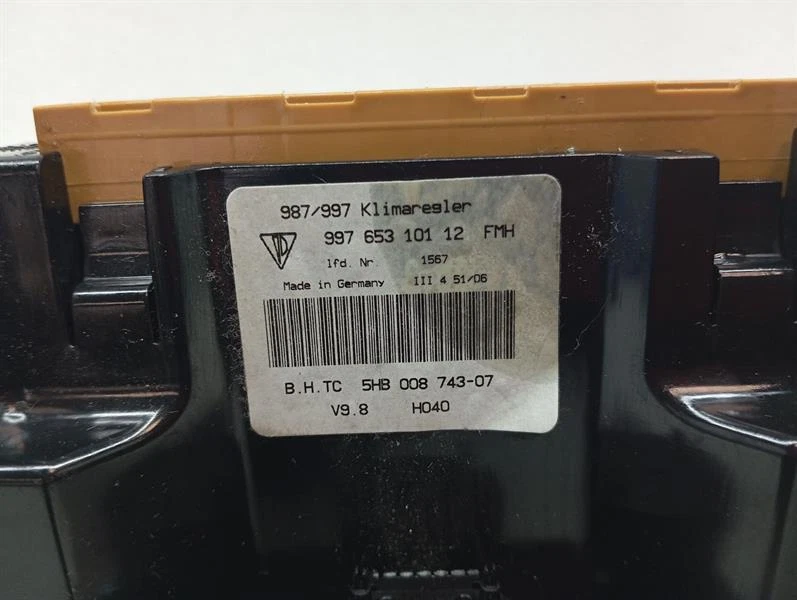 987/997 Klimaregler
997 653 101 12 FMH
lfd. Nr 1567
Made in Germany III 4 51/06
B.H.TC 5HB 008 743-07
V9.8 H040